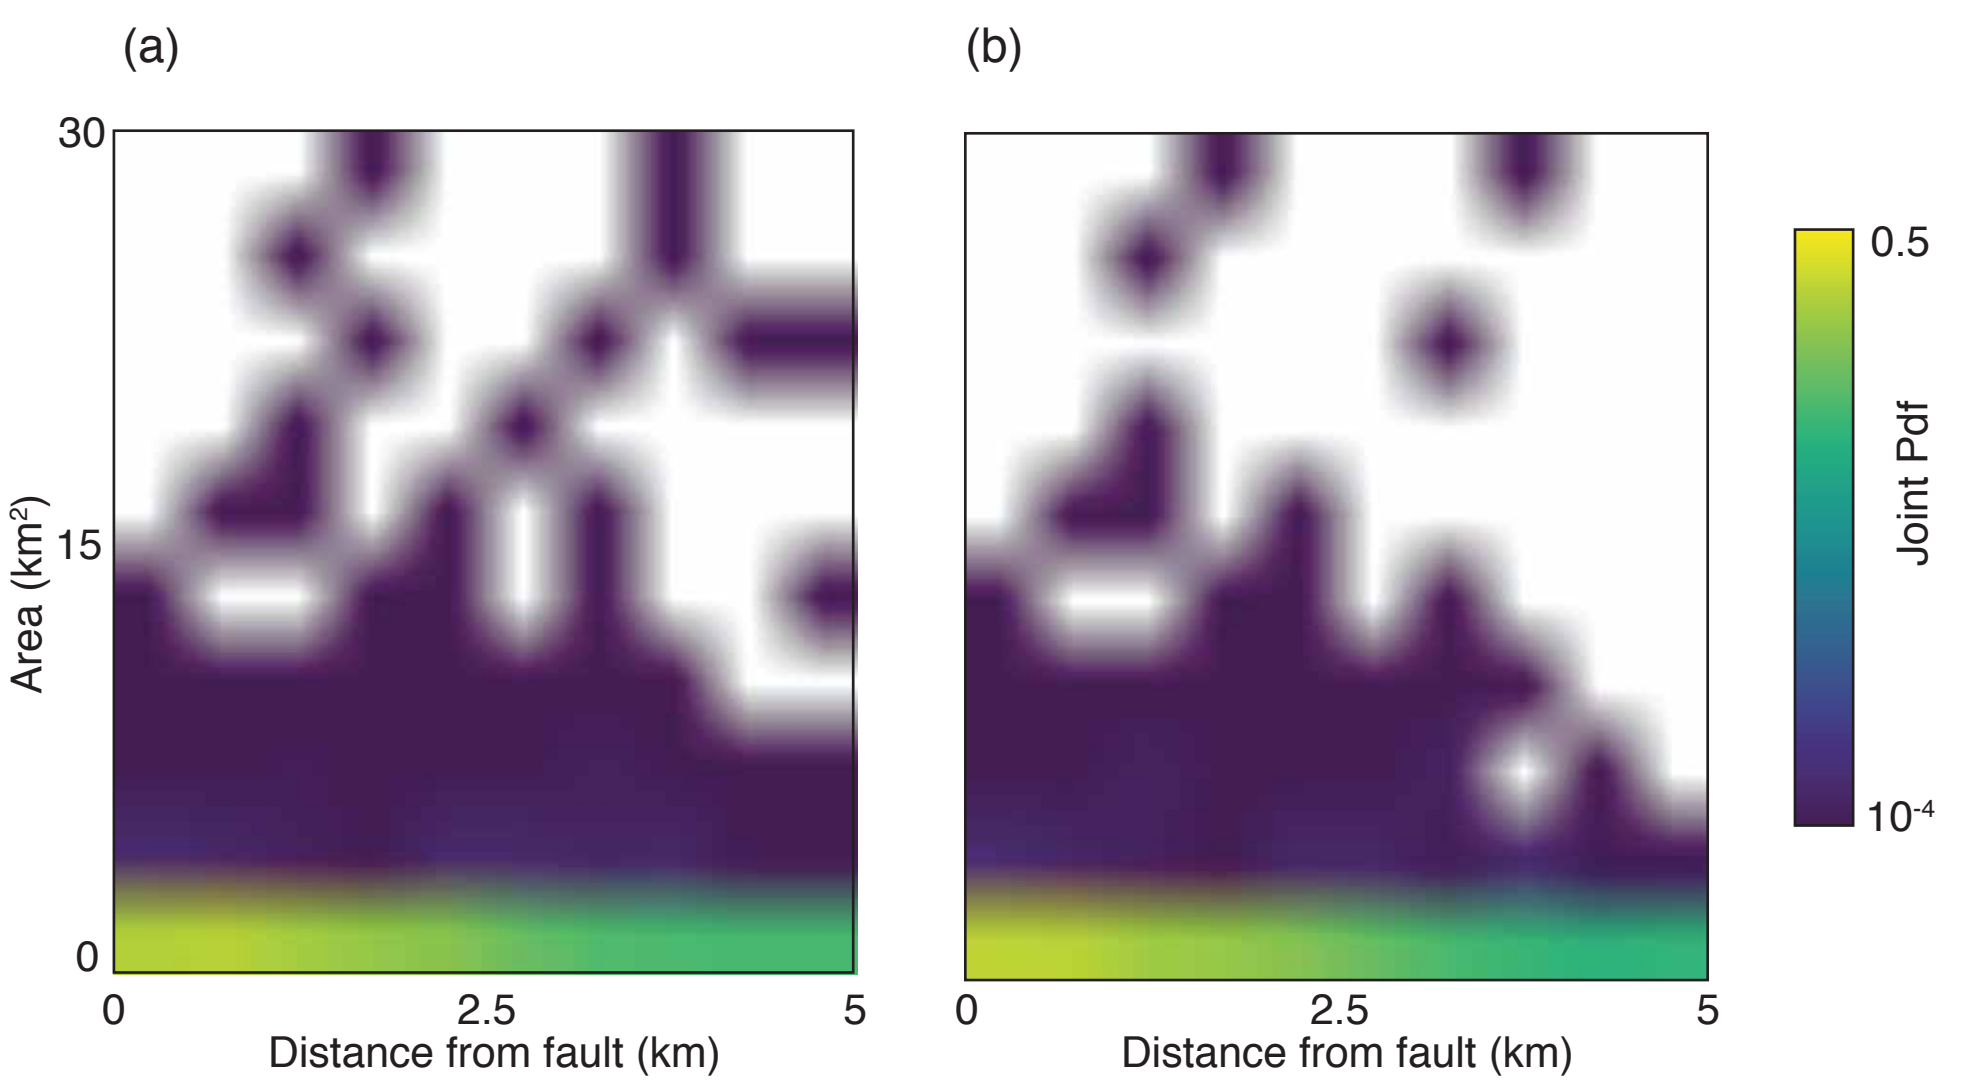 (a)
(b)
30
15
0
Area (km²)
0
2.5
5
Distance from fault (km)
0
2.5
5
Distance from fault (km)
0.5
10⁻⁴
Joint Pdf